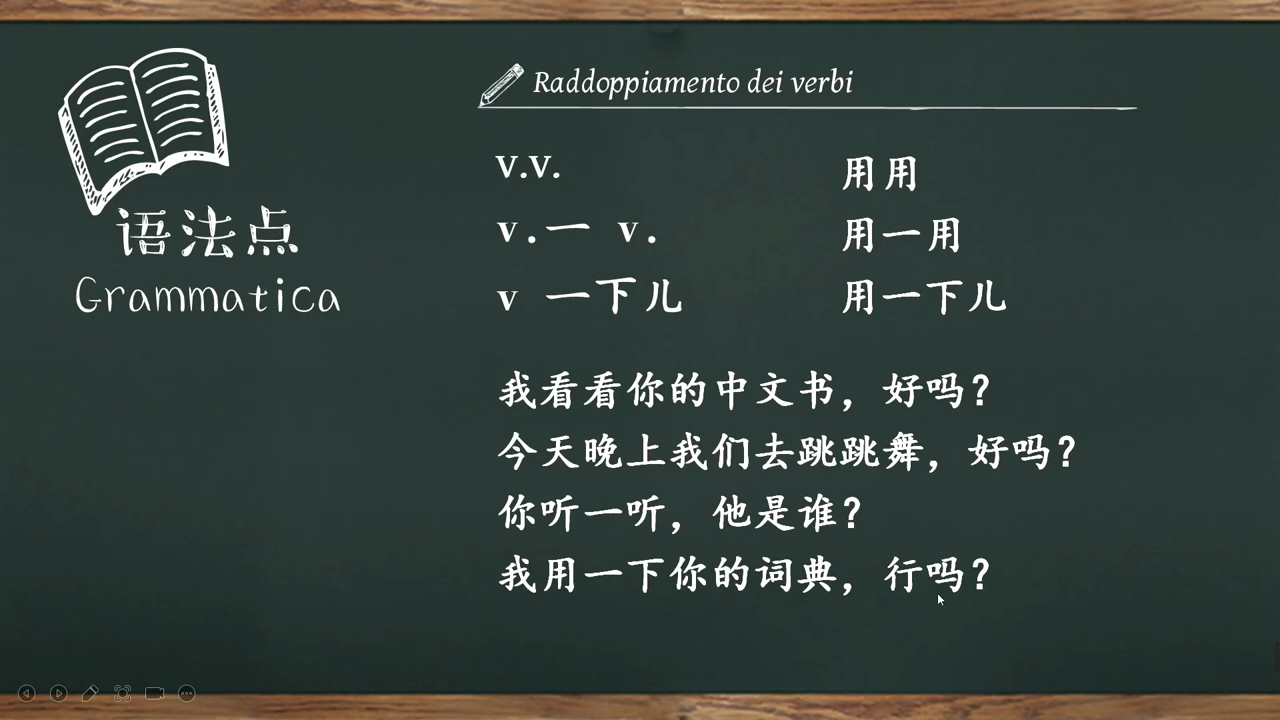 语法点
Grammatica
Raddoppiamento dei verbi
v.v.
用用
v.一 v.
用一用
v 一下儿
用一下儿
我看看你的中文书，好吗？
今天晚上我们去跳跳舞，好吗？
你听一听，他是谁？
我用一下你的词典，行吗？